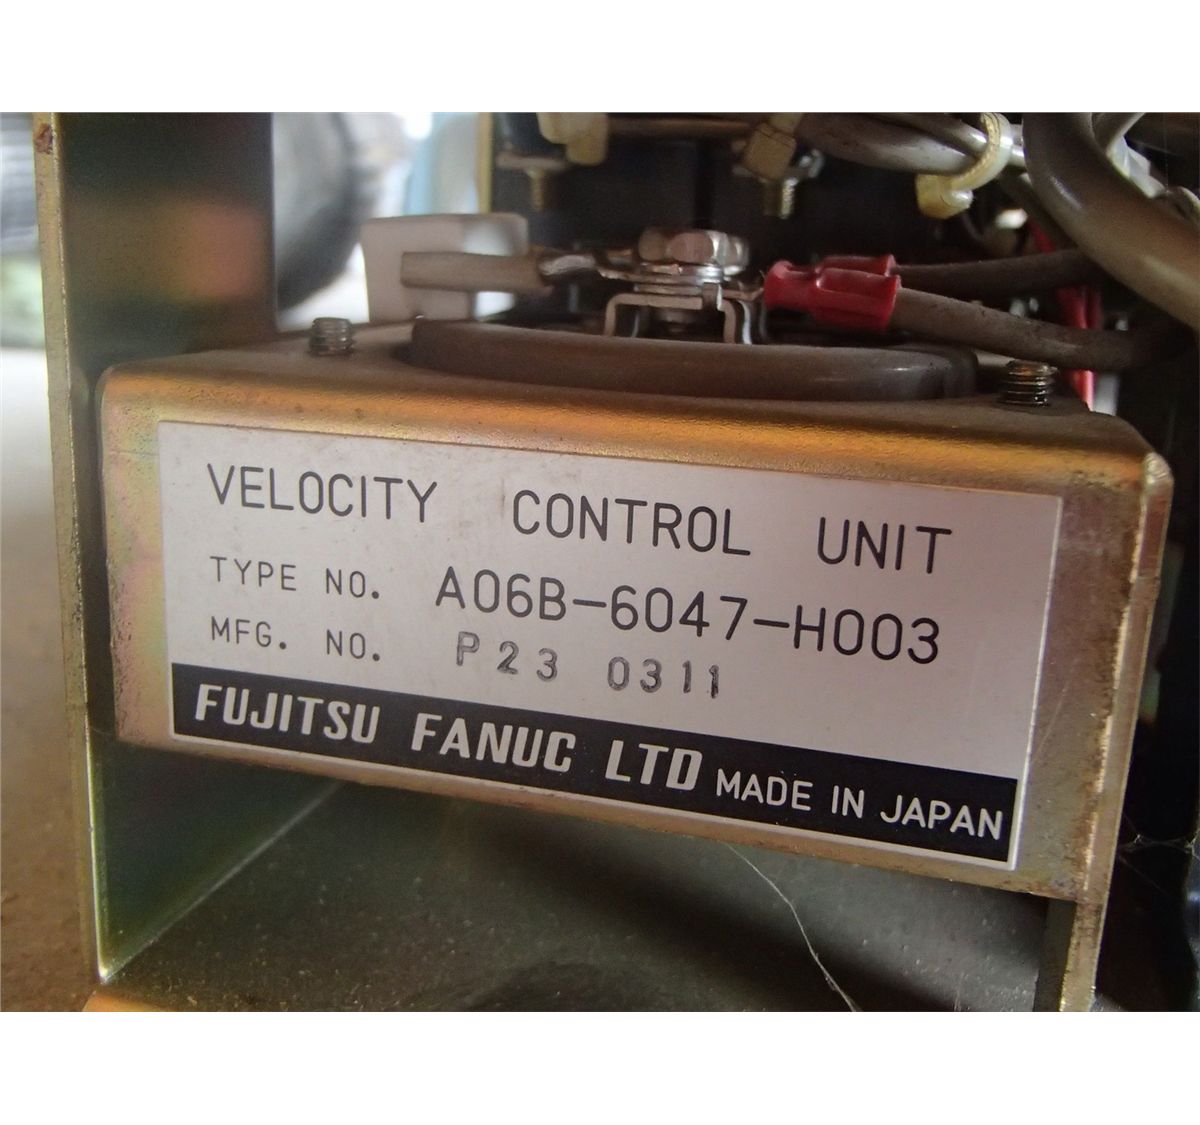 VELOCITY CONTROL UNIT
TYPE NO. A06B-6047-H003
MFG. NO. P23 0311
FUJITSU FANUC LTD MADE IN JAPAN